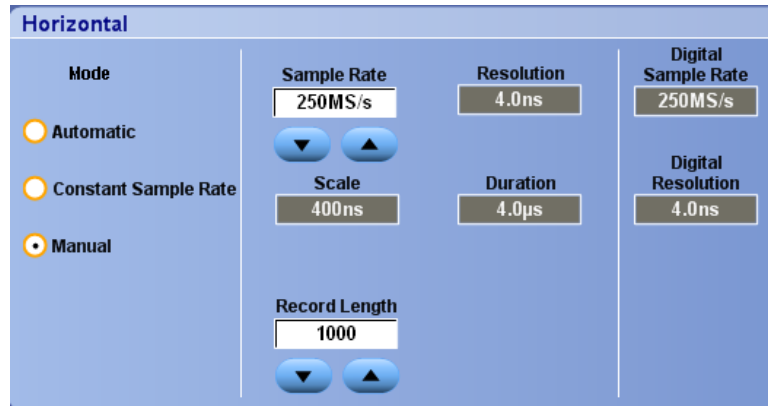 Horizontal
Mode
Automatic
Constant Sample Rate
Manual
Sample Rate
250MS/s
Scale
400ns
Record Length
1000
Resolution
4.0ns
Duration
4.0µs
Digital
Sample Rate
250MS/s
Digital
Resolution
4.0ns